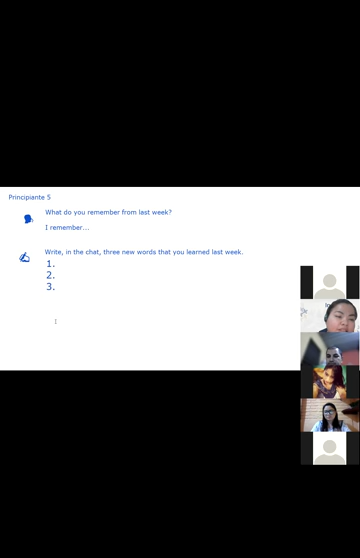 Principiante 5
What do you remember from last week?
I remember...
Write, in the chat, three new words that you learned last week.
1.
2.
3.